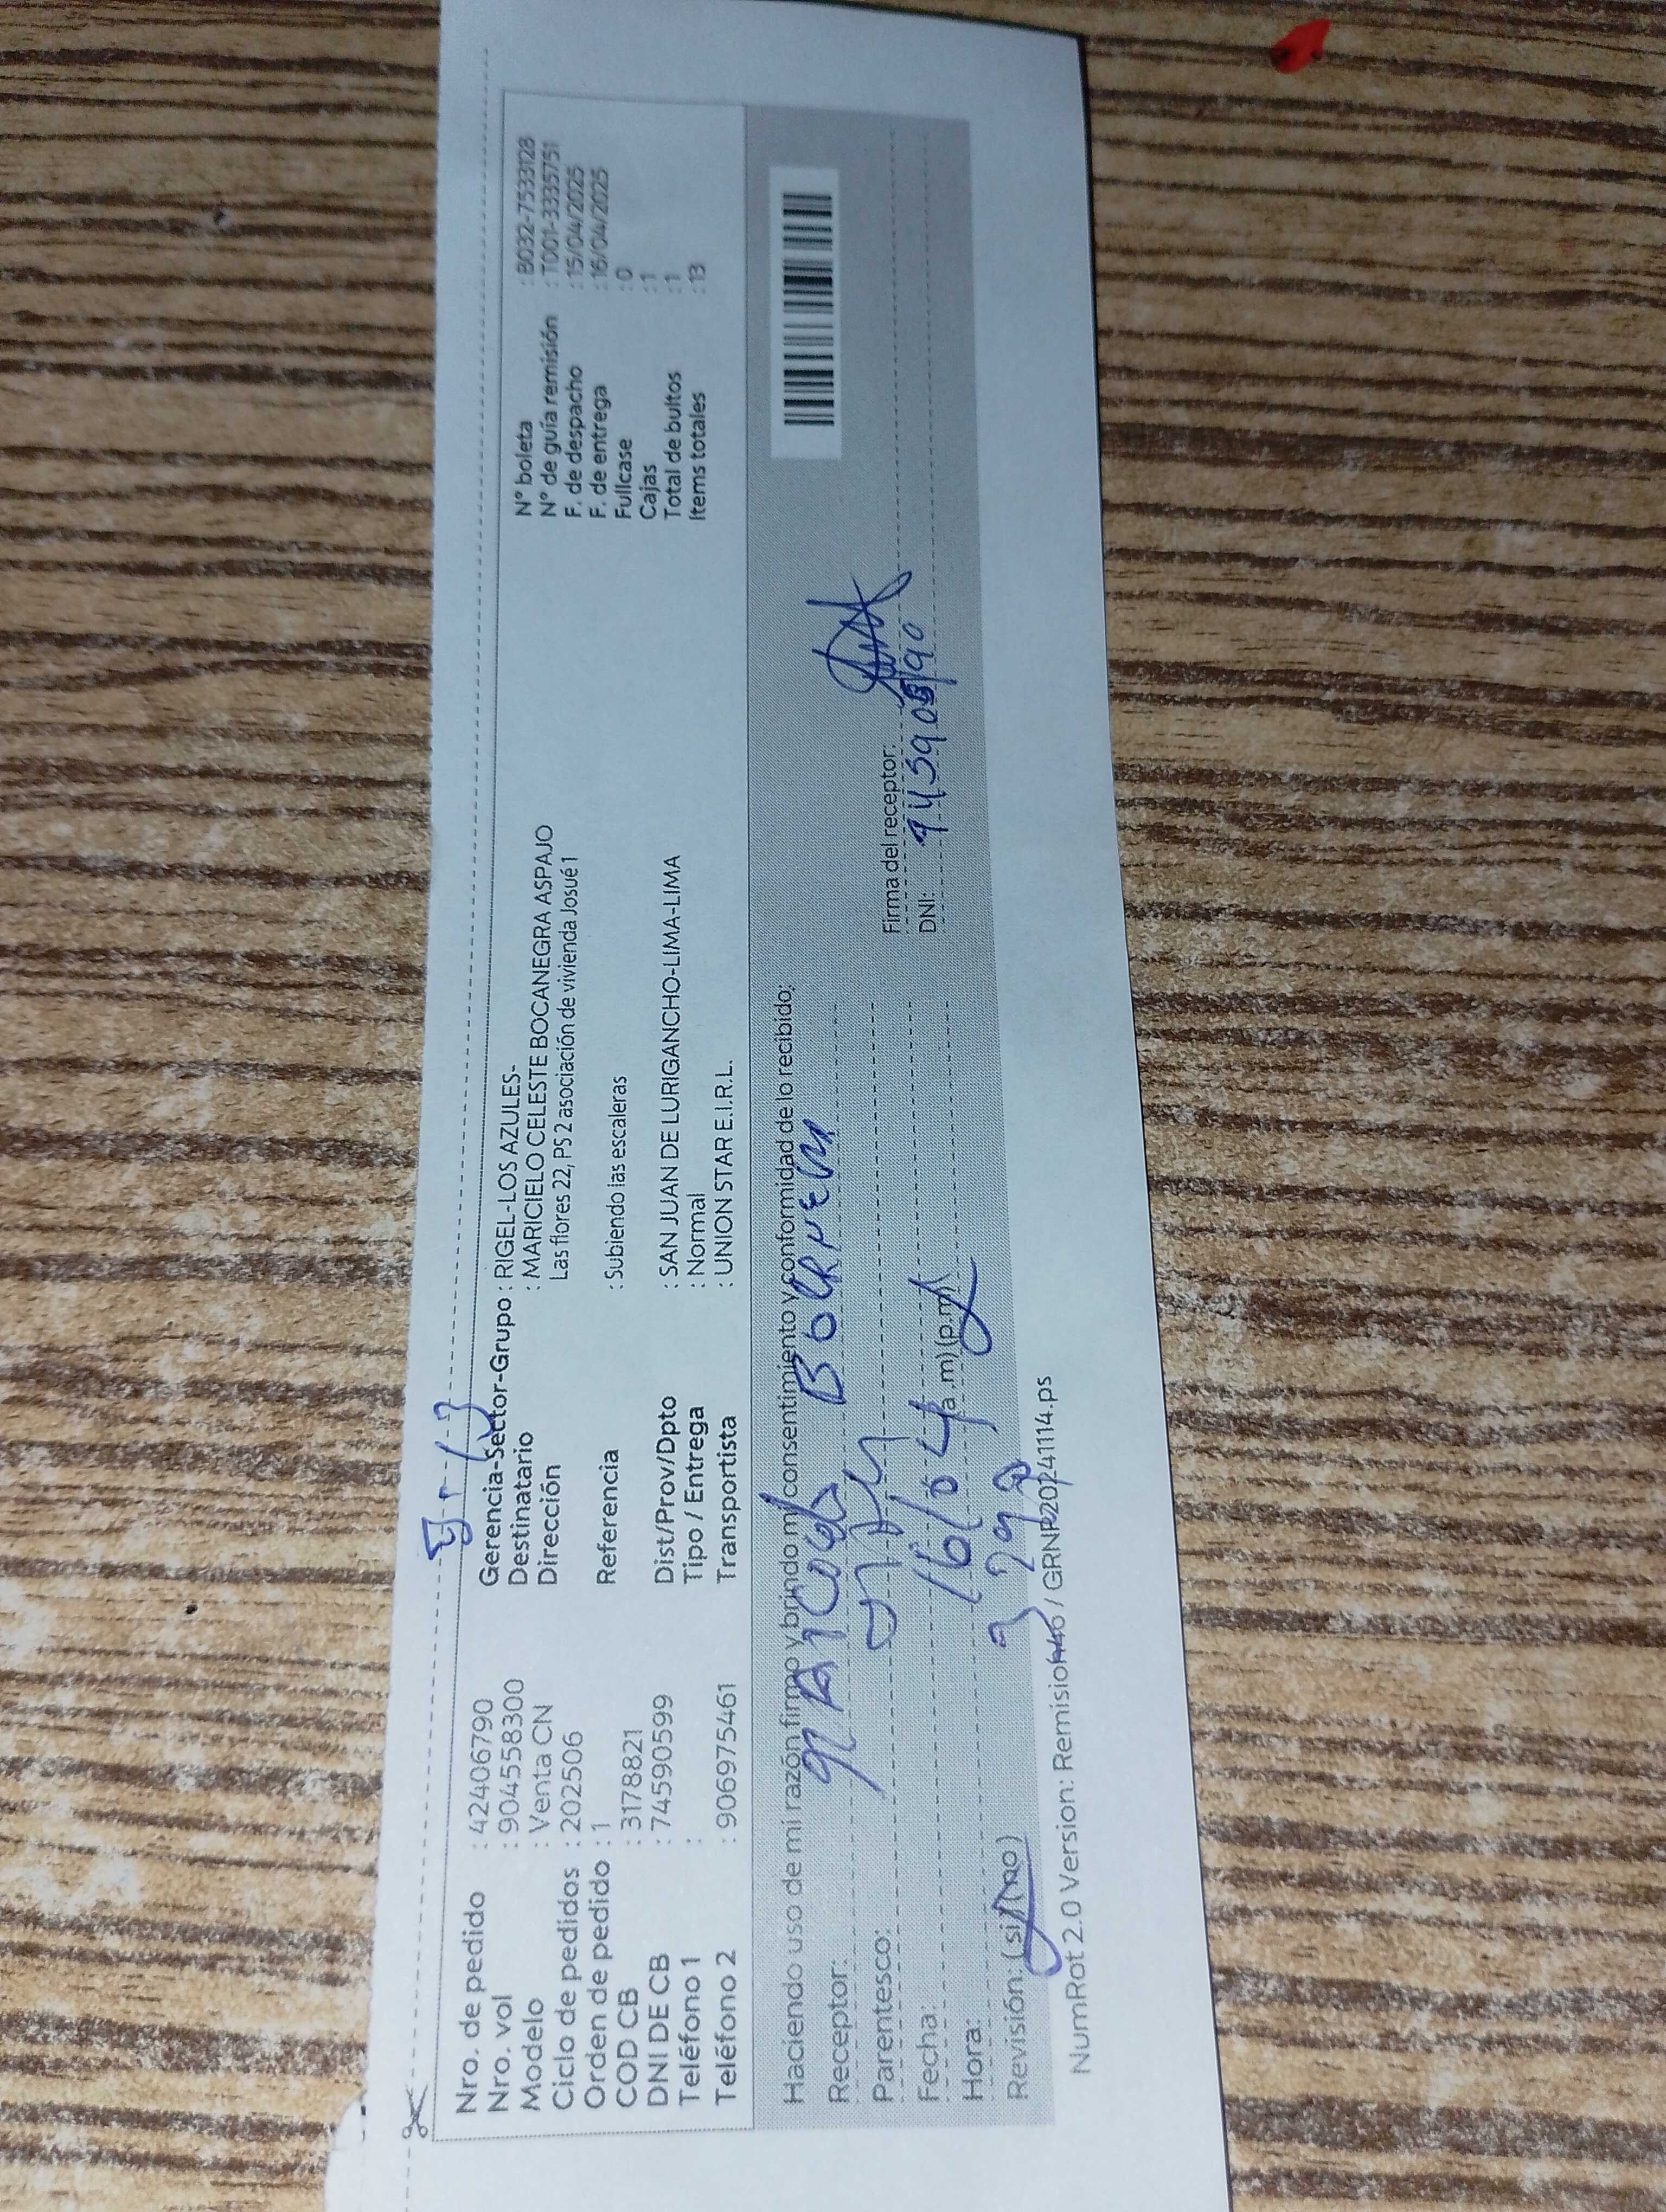 Nro. de pedido : 42406790
Nro. vol : 9045583​00
Modelo : Venta CN
Ciclo de pedidos : 202506
Orden de pedido : 1
COD CB : 3178821
DNI DE CB : 74590599
Teléfono 1 :
Teléfono 2 : 906975461
Gerencia-Sector-Grupo : RIGEL-LOS AZULES-
Destinatario : MARICIELO CELESTE BOCANEGRA ASPAJO
Dirección Las flores 22, PS 2 asociación de vivienda Josué 1
Referencia : Subiendo las escaleras
Dist/Prov/Dpto : SAN JUAN DE LURIGANCHO-LIMA-LIMA
Tipo / Entrega : Normal
Transportista : UNION STAR E.I.R.L.
N° boleta : B032-7533128
N° de guía remisión : T001-3335751
F. de despacho : 15/04/2025
F. de entrega : 16/04/2025
Fullcase : 0
Cajas : 1
Total de bultos : 1
Items totales : 13
Haciendo uso de mi razón firmo y brindo mi consentimiento y conformidad de lo recibido:
Receptor:
Parentesco:
Fecha: 16/04
Hora: (a.m)(p.m)
Revisión: (si)(no)
Firma del receptor:
DNI:
NumRot 2.0 Version: Remision46 / GRNP20241114.ps